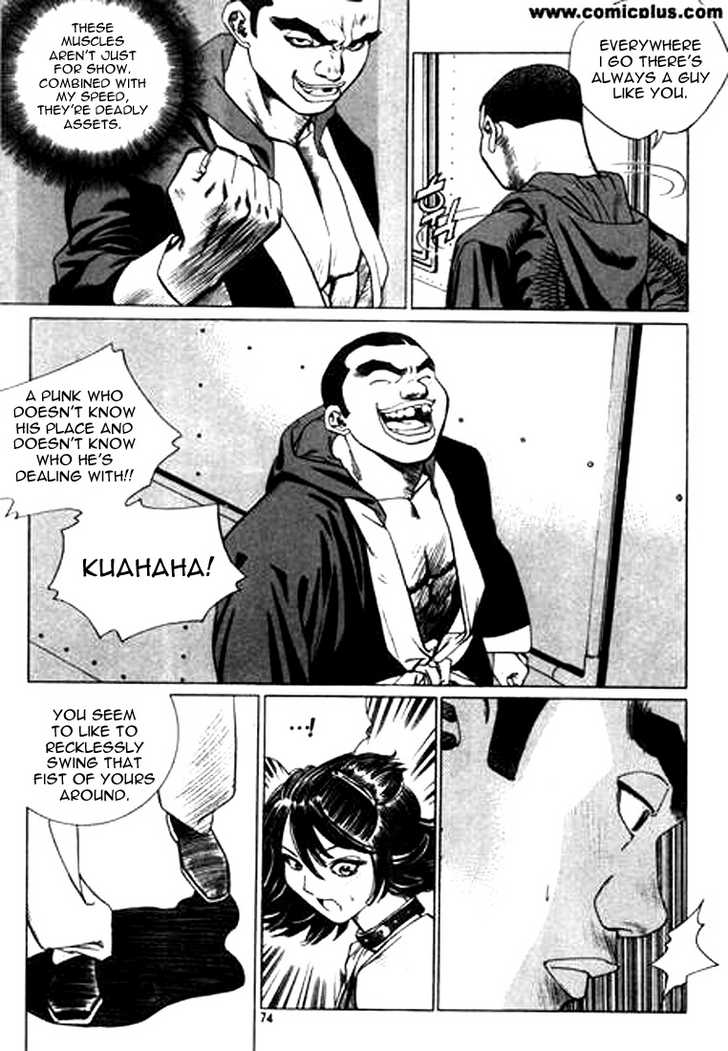 www.comicplus.com
THESE
MUSCLES
AREN'T JUST
FOR SHOW.
COMBINED WITH
MY SPEED,
THEY'RE DEADLY
ASSETS.
EVERYWHERE
I GO THERE'S
ALWAYS A GUY
LIKE YOU.
A PUNK WHO
DOESN'T KNOW
HIS PLACE AND
DOESN'T KNOW
WHO HE'S
DEALING WITH!!
KUAHAHA!
YOU SEEM
TO LIKE TO
RECKLESSLY
SWING THAT
FIST OF YOURS
AROUND.
...!
74